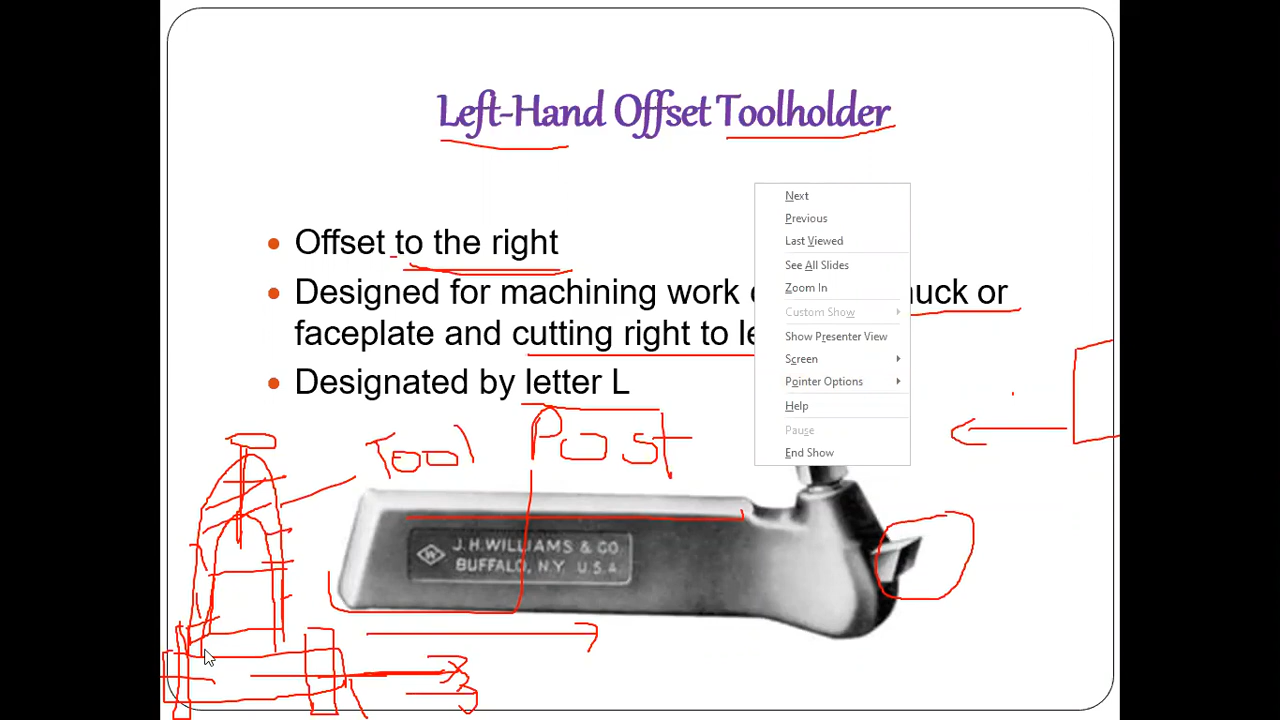 Left-Hand Offset Toolholder
• Offset to the right
• Designed for machining work
huck or
faceplate and cutting right to le
• Designated by letter L
Next
Previous
Last Viewed
See All Slides
Zoom In
Custom Show
Show Presenter View
Screen
Pointer Options
Help
Pause
End Show
Tool Post
J.H.WILLIAMS & CO.
BUFFALO, N.Y. U.S.A.